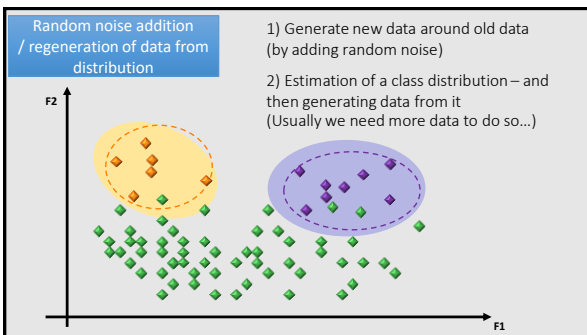 Random noise addition
/ regeneration of data from
distribution
1) Generate new data around old data
(by adding random noise)
2) Estimation of a class distribution – and
then generating data from it
(Usually we need more data to do so…)
F2
F1